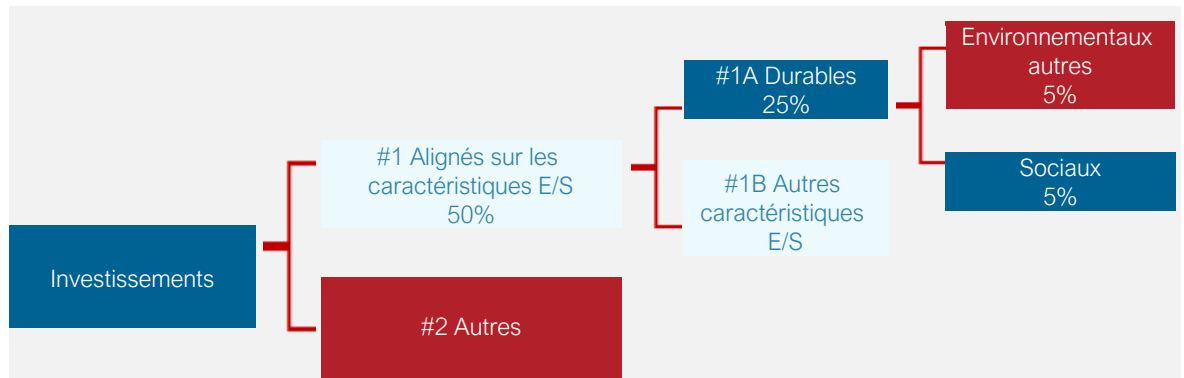 Investissements
#1 Alignés sur les
caractéristiques E/S
50%
#2 Autres
#1A Durables
25%
#1B Autres
caractéristiques
E/S
Environnementaux
autres
5%
Sociaux
5%